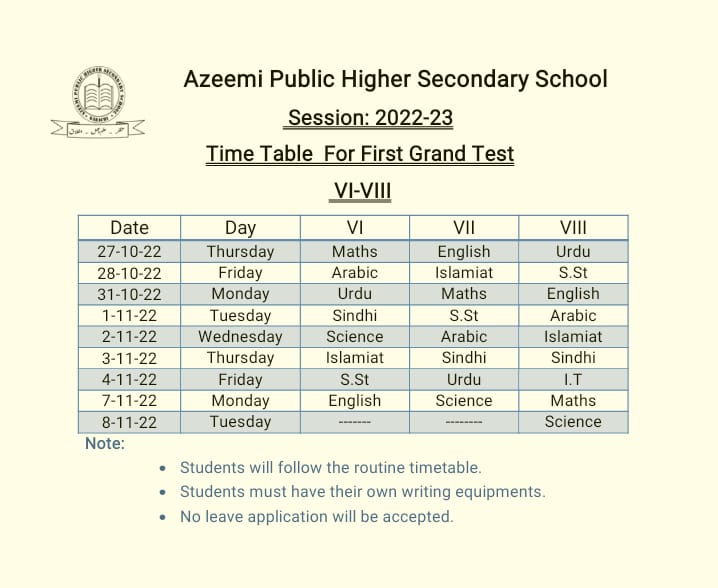 Azeemi Public Higher Secondary School
Session: 2022-23
Time Table For First Grand Test
VI-VIII
Date Day VI VII VIII
27-10-22 Thursday Maths English Urdu
28-10-22 Friday Arabic Islamiat S.St
31-10-22 Monday Urdu Maths English
1-11-22 Tuesday Sindhi S.St Arabic
2-11-22 Wednesday Science Arabic Islamiat
3-11-22 Thursday Islamiat Sindhi Sindhi
4-11-22 Friday S.St Urdu I.T
7-11-22 Monday English Science Maths
8-11-22 Tuesday ------- -------- Science
Note:
• Students will follow the routine timetable.
• Students must have their own writing equipments.
• No leave application will be accepted.